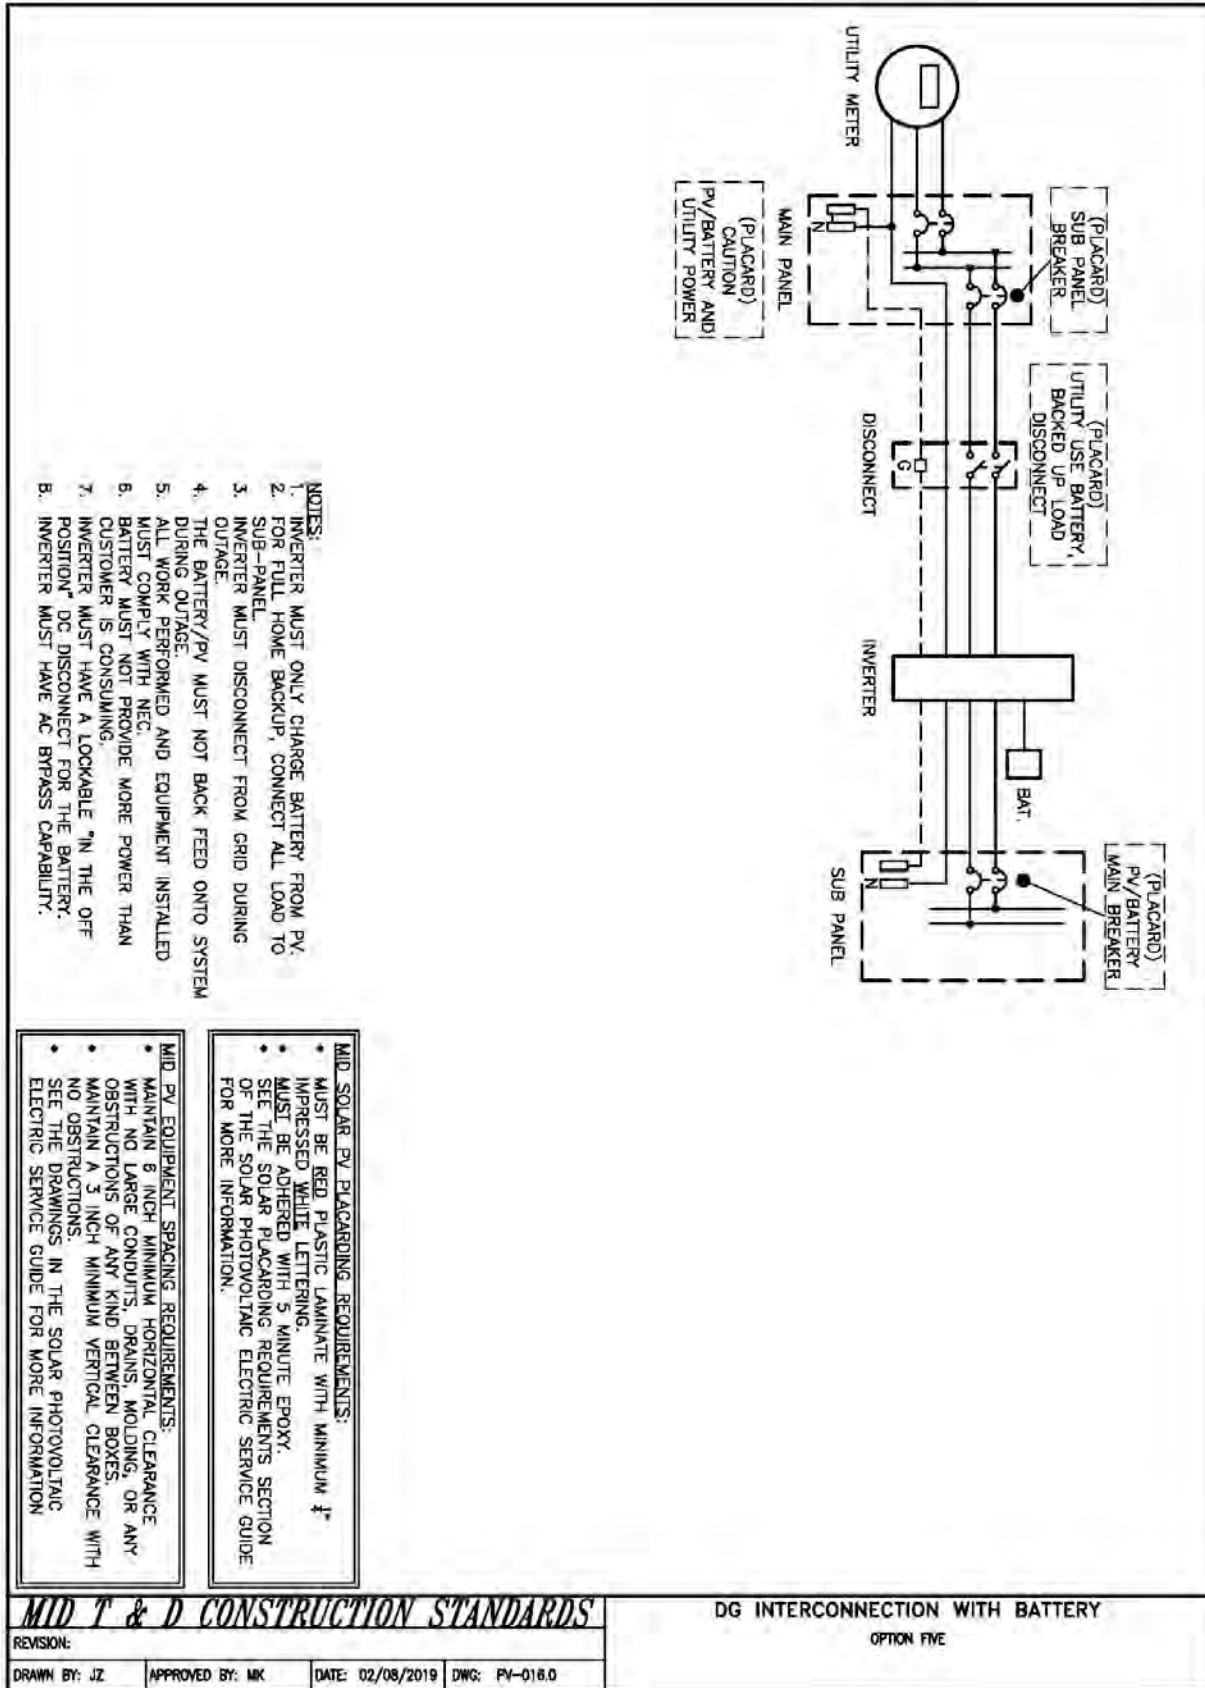 UTILITY METER
(PLACARD)
SUB PANEL
BREAKER
MAIN PANEL
N
(PLACARD)
CAUTION
PV/BATTERY AND
UTILITY POWER
(PLACARD)
UTILITY USE BATTERY,
BACKED UP LOAD
DISCONNECT
DISCONNECT
G
INVERTER
BAT.
(PLACARD)
PV/BATTERY
MAIN BREAKER
SUB PANEL
N
NOTES:
1. INVERTER MUST ONLY CHARGE BATTERY FROM PV.
2. FOR FULL HOME BACKUP, CONNECT ALL LOAD TO
SUB-PANEL.
3. INVERTER MUST DISCONNECT FROM GRID DURING
OUTAGE.
4. THE BATTERY/PV MUST NOT BACK FEED ONTO SYSTEM
DURING OUTAGE.
5. ALL WORK PERFORMED AND EQUIPMENT INSTALLED
MUST COMPLY WITH NEC.
6. BATTERY MUST NOT PROVIDE MORE POWER THAN
CUSTOMER IS CONSUMING.
7. INVERTER MUST HAVE A LOCKABLE "IN THE OFF
POSITION" DC DISCONNECT FOR THE BATTERY.
8. INVERTER MUST HAVE AC BYPASS CAPABILITY.
MID SOLAR PV PLACARDING REQUIREMENTS:
• MUST BE RED PLASTIC LAMINATE WITH MINIMUM
IMPRESSED WHITE LETTERING.
• MUST BE ADHERED WITH 5 MINUTE EPOXY.
• SEE THE SOLAR PLACARDING REQUIREMENTS SECTION
OF THE SOLAR PHOTOVOLTAIC ELECTRIC SERVICE GUIDE
FOR MORE INFORMATION.
MID PV EQUIPMENT SPACING REQUIREMENTS:
• MAINTAIN 6 INCH MINIMUM HORIZONTAL CLEARANCE
WITH NO LARGE CONDUITS, DRAINS, MOLDING, OR ANY
OBSTRUCTIONS OF ANY KIND BETWEEN BOXES.
• MAINTAIN A 3 INCH MINIMUM VERTICAL CLEARANCE WITH
NO OBSTRUCTIONS.
• SEE THE DRAWINGS IN THE SOLAR PHOTOVOLTAIC
ELECTRIC SERVICE GUIDE FOR MORE INFORMATION
MID T & D CONSTRUCTION STANDARDS
REVISION:
DRAWN BY: JZ APPROVED BY: MK DATE: 02/08/2019 DWG: PV-016.0
DG INTERCONNECTION WITH BATTERY
OPTION FIVE